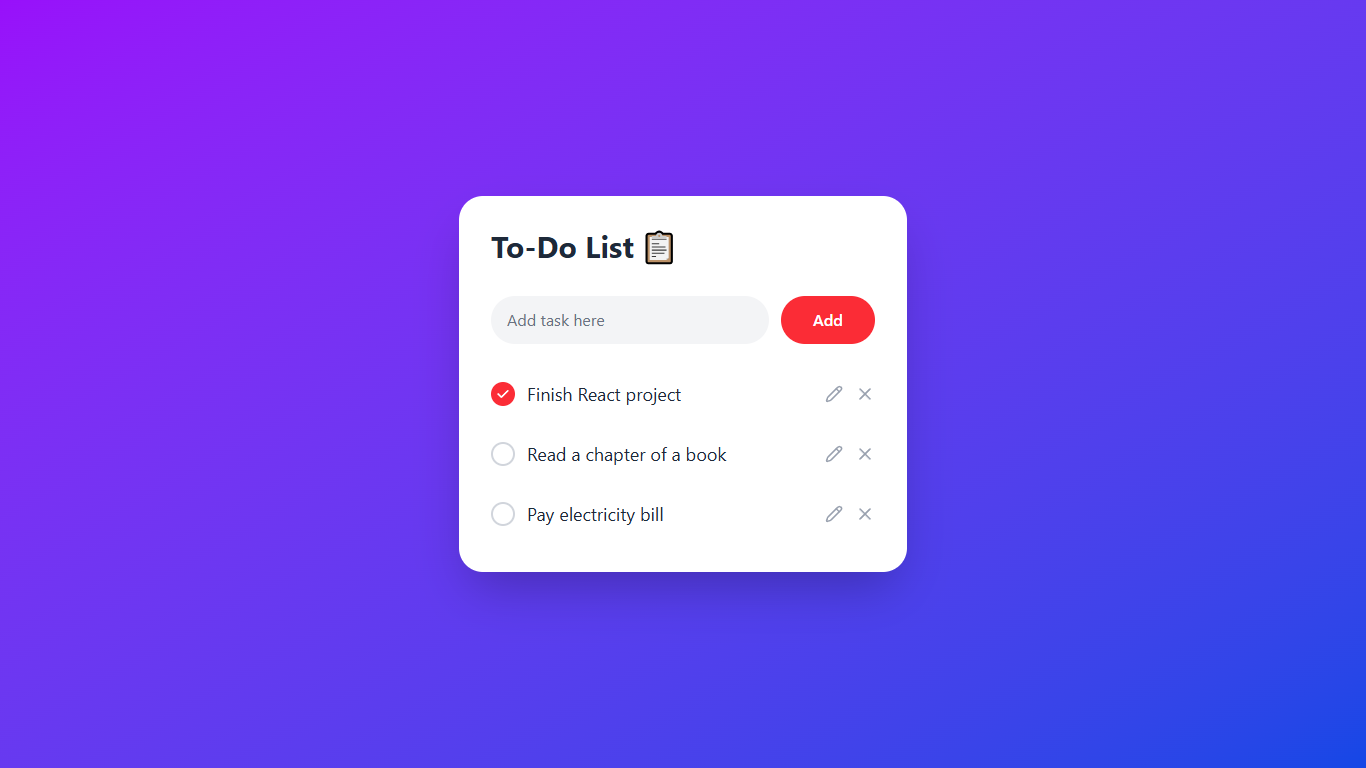 To-Do List 📋
Add task here
Add
Finish React project
Read a chapter of a book
Pay electricity bill